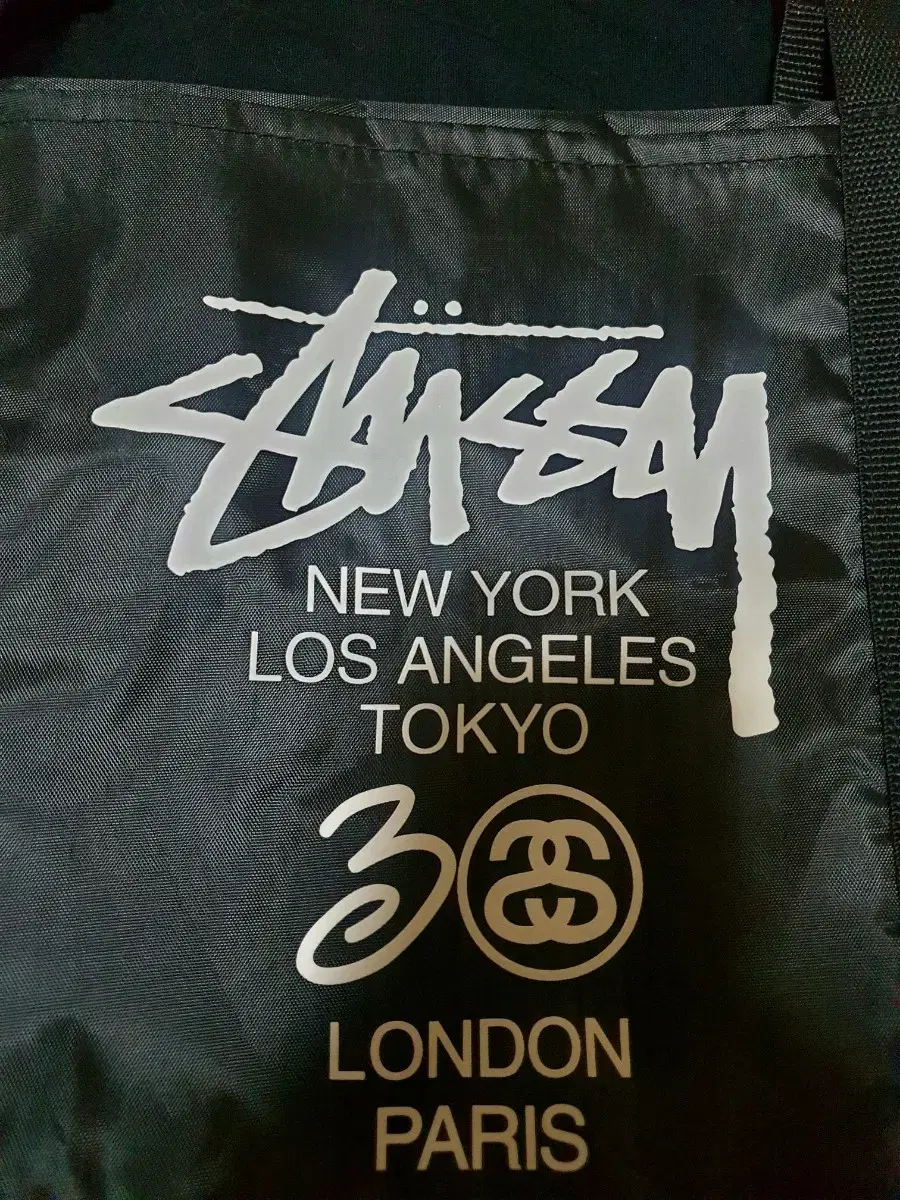 Stüssy
NEW YORK
LOS ANGELES
TOKYO
30
LONDON
PARIS